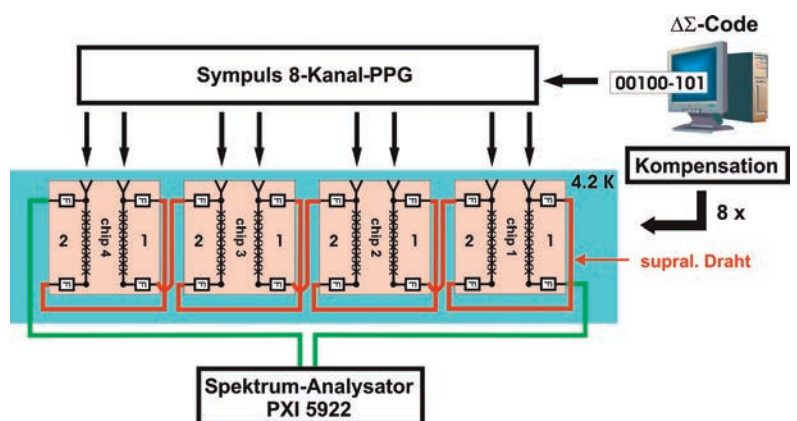 ΔΣ-Code
Sympuls 8-Kanal-PPG
00100-101
Kompensation
4.2 K
8 x
F F F F F F F F
2 chip 4 1 2 chip 3 1 2 chip 2 1 2 chip 1 1
F F F F F F F F
supral. Draht
Spektrum-Analysator
PXI 5922